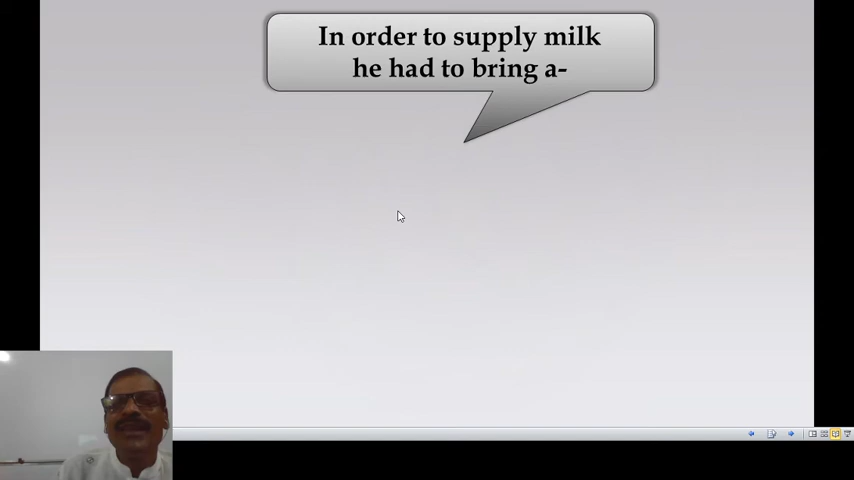 In order to supply milk
he had to bring a-